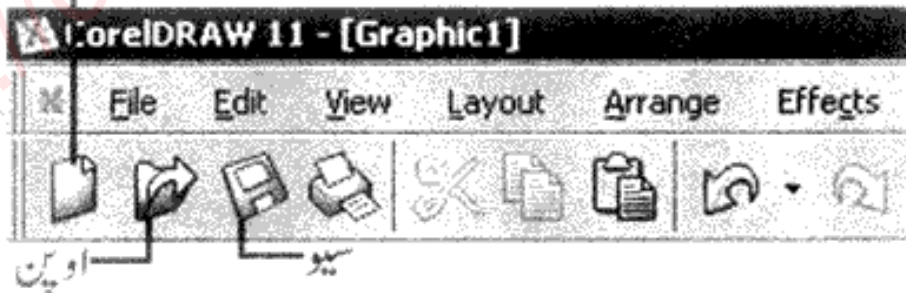 CorelDRAW 11 - [Graphic1]
File Edit View Layout Arrange Effects
اوپن سیو